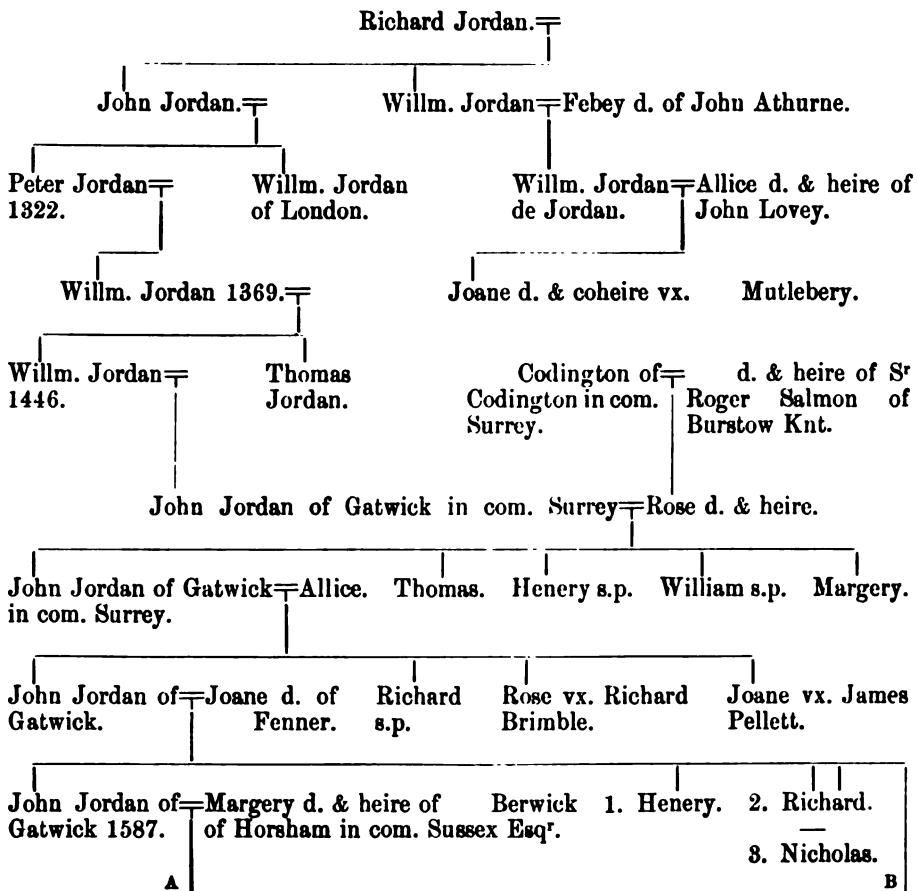 Richard Jordan.
John Jordan. Willm. Jordan Febey d. of John Athurne.
Peter Jordan Willm. Jordan Willm. Jordan Allice d. & heire of
1322. of London. de Jordan. John Lovey.
Willm. Jordan 1369. Joane d. & coheire vx. Mutlebery.
Willm. Jordan Thomas Codington of d. & heire of Sʳ
1446. Jordan. Codington in com. Roger Salmon of
Surrey. Burstow Knt.
John Jordan of Gatwick in com. Surrey Rose d. & heire.
John Jordan of Gatwick Allice. Thomas. Henery s.p. William s.p. Margery.
in com. Surrey.
John Jordan of Joane d. of Richard Rose vx. Richard Joane vx. James
Gatwick. Fenner. s.p. Brimble. Pellett.
John Jordan of Margery d. & heire of Berwick 1. Henery. 2. Richard.
Gatwick 1587. of Horsham in com. Sussex Esqʳ.
3. Nicholas.
A B